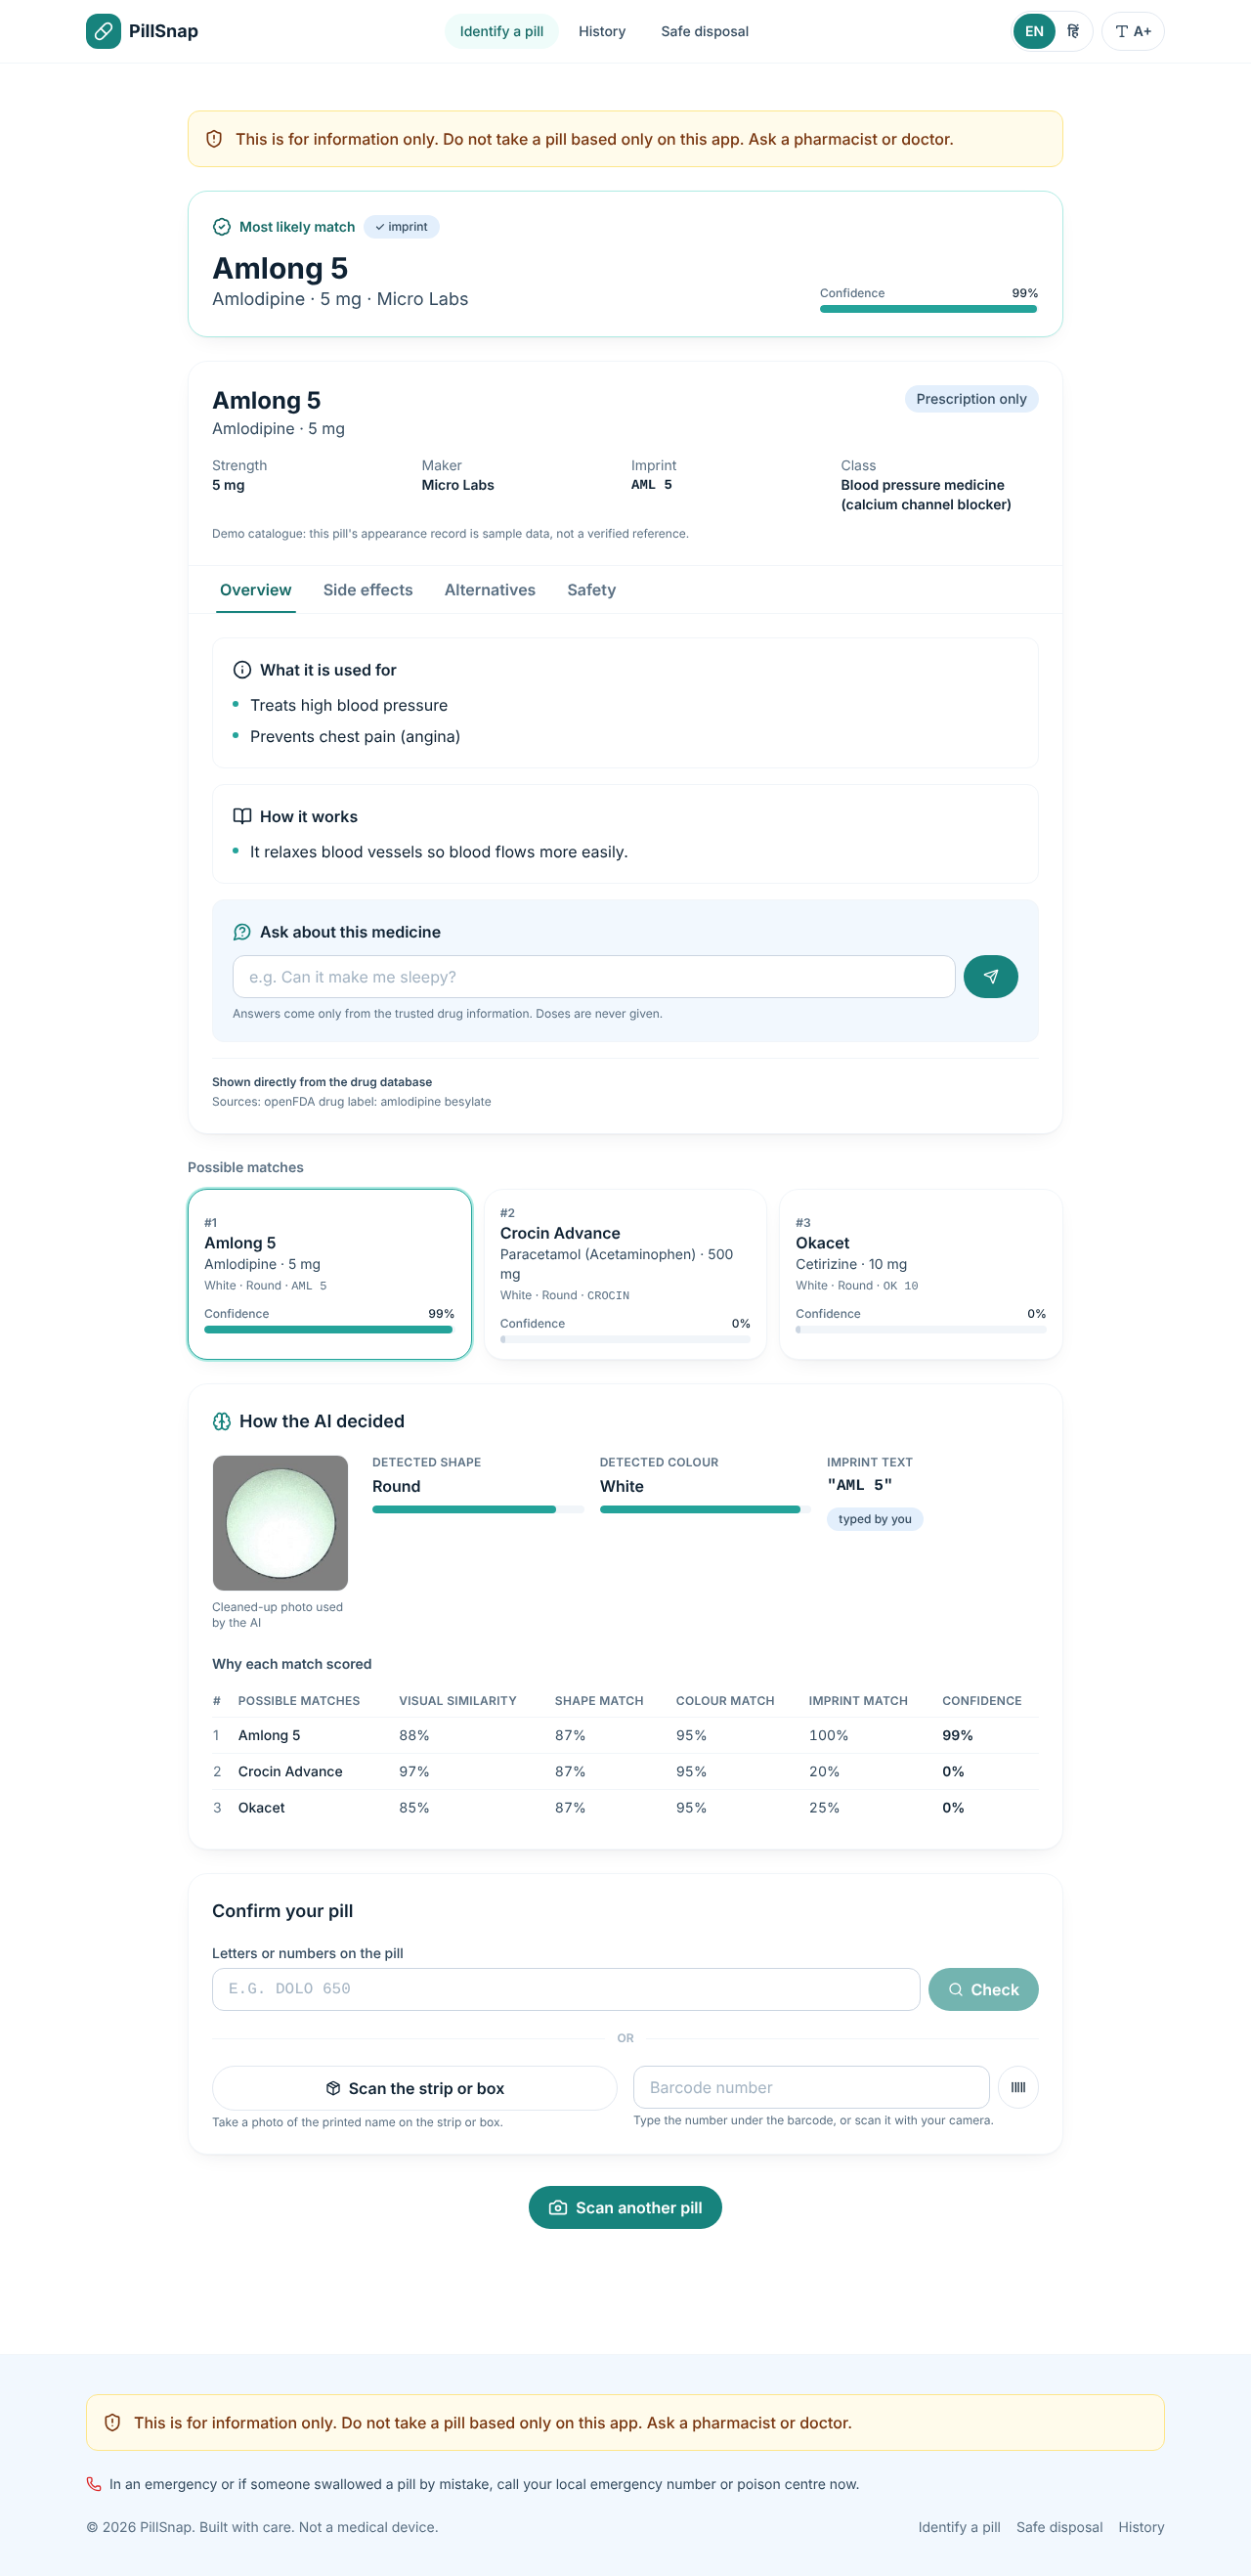 PillSnap
Identify a pill
History
Safe disposal
EN
हिं
A+
This is for information only. Do not take a pill based only on this app. Ask a pharmacist or doctor.
Most likely match
✓ imprint
Amlong 5
Amlodipine · 5 mg · Micro Labs
Confidence
99%
Amlong 5
Prescription only
Amlodipine · 5 mg
Strength
5 mg
Maker
Micro Labs
Imprint
AML 5
Class
Blood pressure medicine
(calcium channel blocker)
Demo catalogue: this pill's appearance record is sample data, not a verified reference.
Overview
Side effects
Alternatives
Safety
What it is used for
Treats high blood pressure
Prevents chest pain (angina)
How it works
It relaxes blood vessels so blood flows more easily.
Ask about this medicine
e.g. Can it make me sleepy?
Answers come only from the trusted drug information. Doses are never given.
Shown directly from the drug database
Sources: openFDA drug label: amlodipine besylate
Possible matches
#1
Amlong 5
Amlodipine · 5 mg
White · Round · AML 5
Confidence
99%
#2
Crocin Advance
Paracetamol (Acetaminophen) · 500
mg
White · Round · CROCIN
Confidence
0%
#3
Okacet
Cetirizine · 10 mg
White · Round · OK 10
Confidence
0%
How the AI decided
Cleaned-up photo used
by the AI
DETECTED SHAPE
Round
DETECTED COLOUR
White
IMPRINT TEXT
"AML 5"
typed by you
Why each match scored
# POSSIBLE MATCHES VISUAL SIMILARITY SHAPE MATCH COLOUR MATCH IMPRINT MATCH CONFIDENCE
1 Amlong 5 88% 87% 95% 100% 99%
2 Crocin Advance 97% 87% 95% 20% 0%
3 Okacet 85% 87% 95% 25% 0%
Confirm your pill
Letters or numbers on the pill
E.G. DOLO 650
Check
OR
Scan the strip or box
Take a photo of the printed name on the strip or box.
Barcode number
Type the number under the barcode, or scan it with your camera.
Scan another pill
This is for information only. Do not take a pill based only on this app. Ask a pharmacist or doctor.
In an emergency or if someone swallowed a pill by mistake, call your local emergency number or poison centre now.
© 2026 PillSnap. Built with care. Not a medical device.
Identify a pill
Safe disposal
History